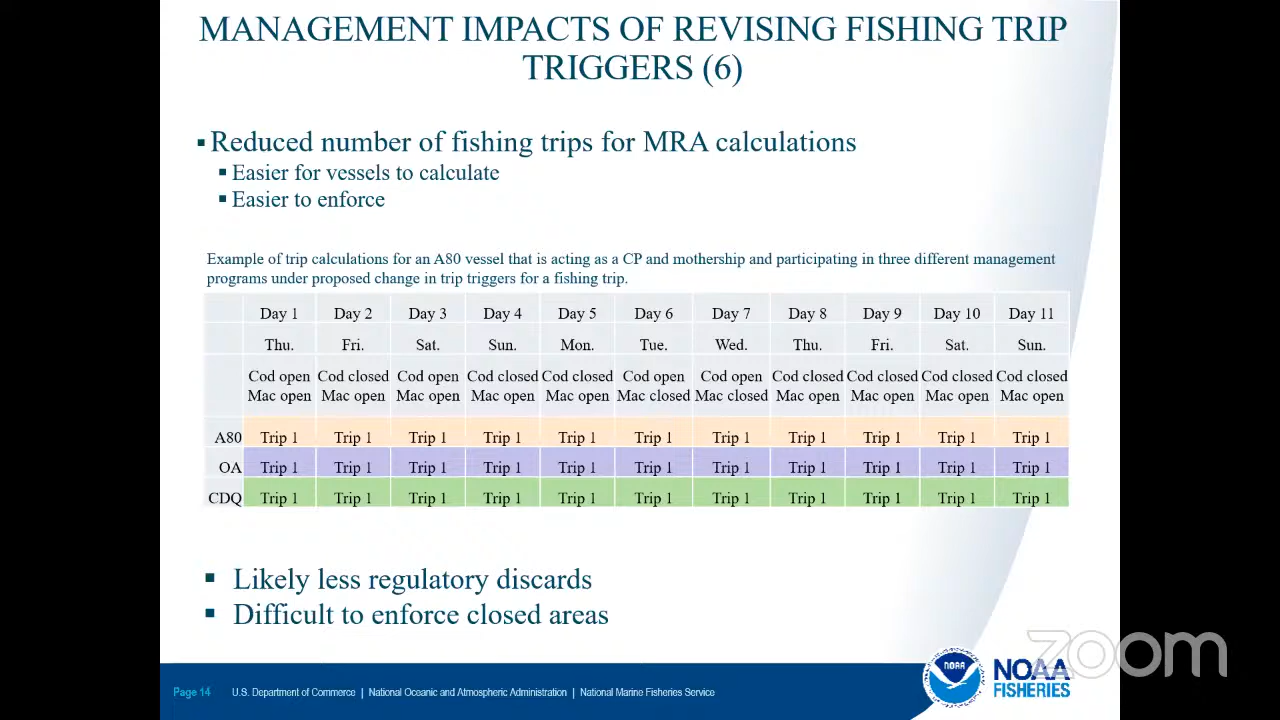 MANAGEMENT IMPACTS OF REVISING FISHING TRIP
TRIGGERS (6)
▪ Reduced number of fishing trips for MRA calculations
▪ Easier for vessels to calculate
▪ Easier to enforce
Example of trip calculations for an A80 vessel that is acting as a CP and mothership and participating in three different management
programs under proposed change in trip triggers for a fishing trip.
Day 1 Day 2 Day 3 Day 4 Day 5 Day 6 Day 7 Day 8 Day 9 Day 10 Day 11
Thu. Fri. Sat. Sun. Mon. Tue. Wed. Thu. Fri. Sat. Sun.
Cod open Cod closed Cod open Cod closed Cod closed Cod open Cod open Cod closed Cod closed Cod closed Cod closed
Mac open Mac open Mac open Mac open Mac open Mac closed Mac closed Mac open Mac open Mac open Mac open
A80 Trip 1 Trip 1 Trip 1 Trip 1 Trip 1 Trip 1 Trip 1 Trip 1 Trip 1 Trip 1 Trip 1
OA Trip 1 Trip 1 Trip 1 Trip 1 Trip 1 Trip 1 Trip 1 Trip 1 Trip 1 Trip 1 Trip 1
CDQ Trip 1 Trip 1 Trip 1 Trip 1 Trip 1 Trip 1 Trip 1 Trip 1 Trip 1 Trip 1 Trip 1
▪ Likely less regulatory discards
▪ Difficult to enforce closed areas
zoom
Page 14 U.S. Department of Commerce | National Oceanic and Atmospheric Administration | National Marine Fisheries Service
NOAA
NOAA
FISHERIES